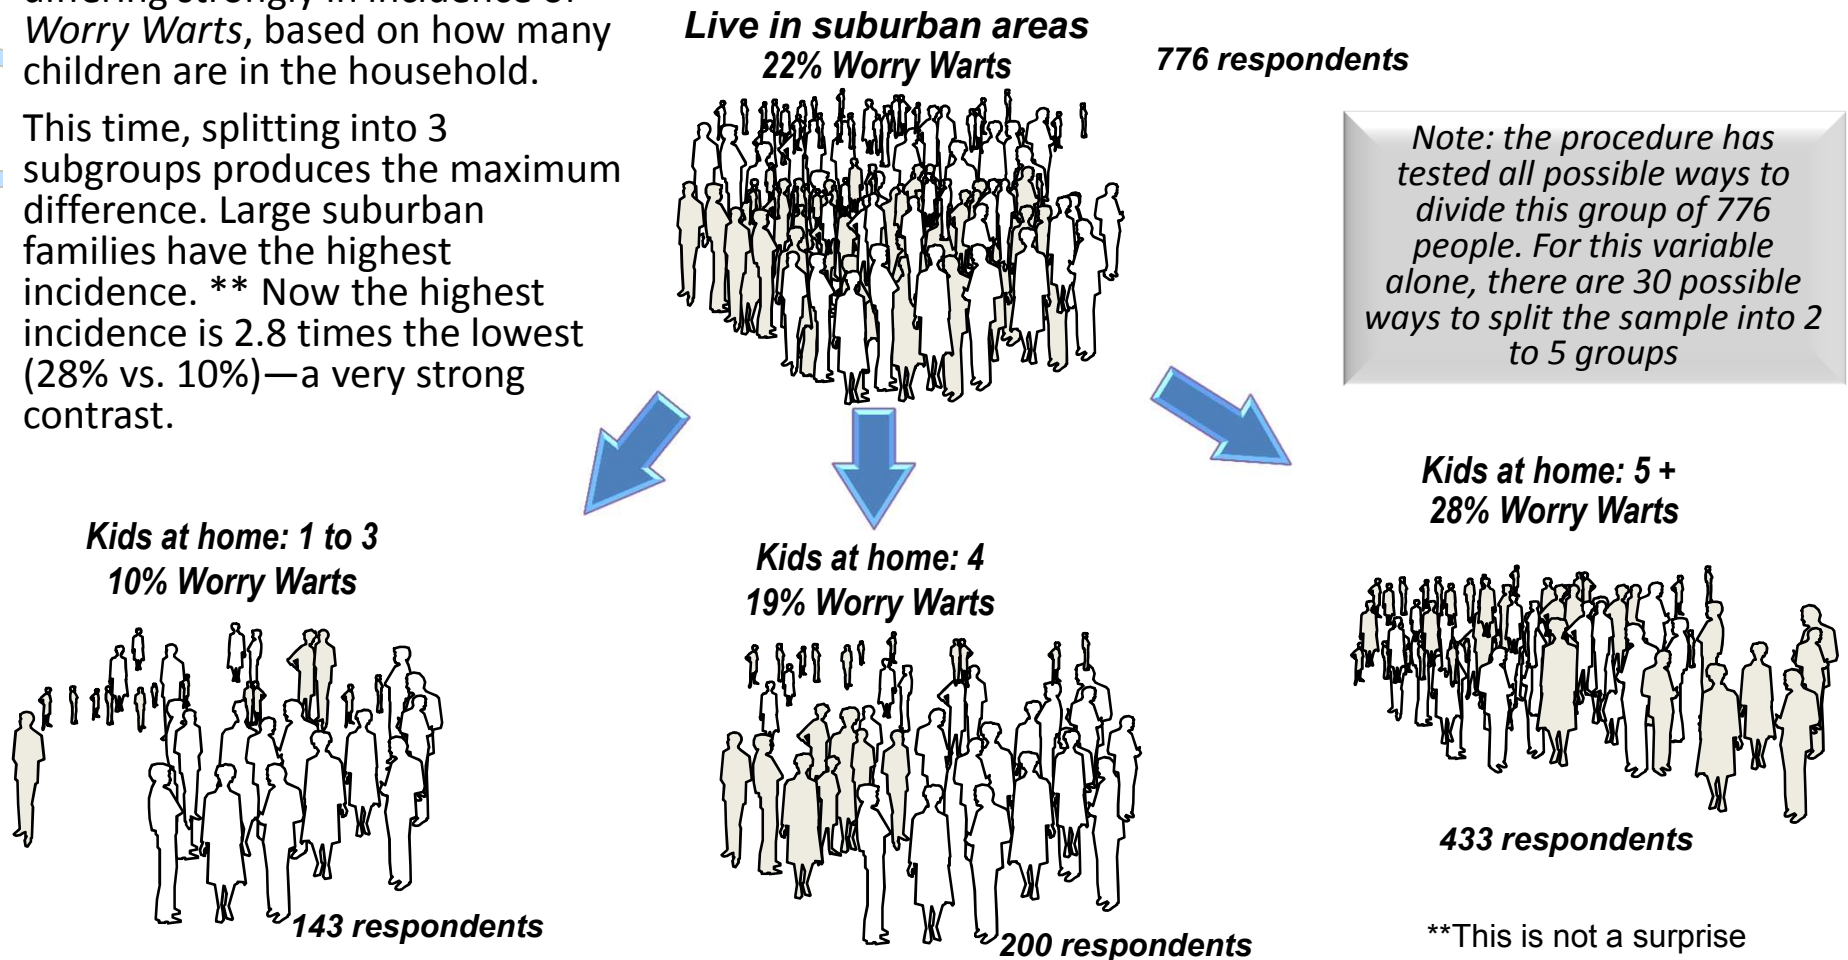 differing strongly in incidence of
Worry Warts, based on how many
children are in the household.
This time, splitting into 3
subgroups produces the maximum
difference. Large suburban
families have the highest
incidence. ** Now the highest
incidence is 2.8 times the lowest
(28% vs. 10%)—a very strong
contrast.
Live in suburban areas
22% Worry Warts
776 respondents
Note: the procedure has
tested all possible ways to
divide this group of 776
people. For this variable
alone, there are 30 possible
ways to split the sample into 2
to 5 groups
Kids at home: 1 to 3
10% Worry Warts
143 respondents
Kids at home: 4
19% Worry Warts
200 respondents
Kids at home: 5 +
28% Worry Warts
433 respondents
**This is not a surprise